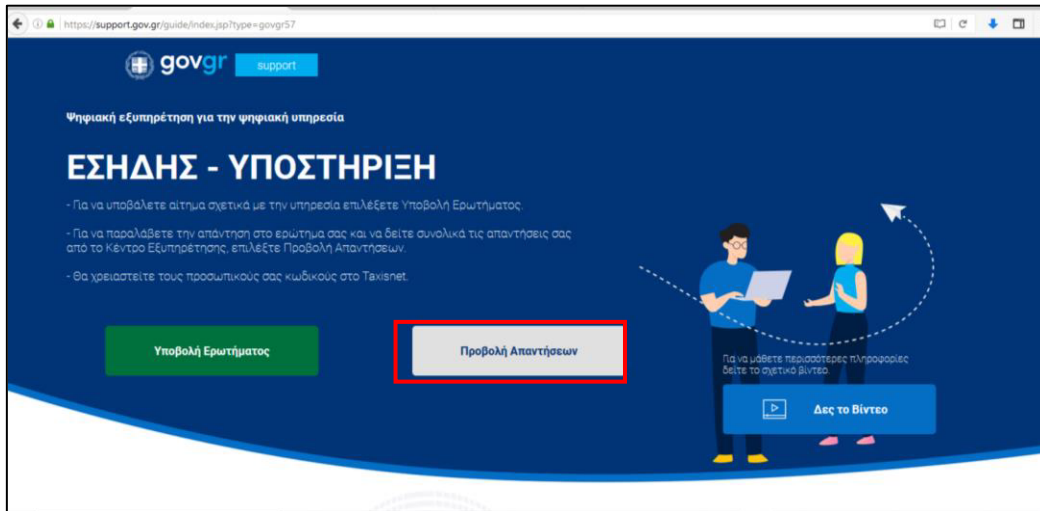 https://support.gov.gr/guide/index.jsp?type=govgr57
govgr support
Ψηφιακή εξυπηρέτηση για την ψηφιακή υπηρεσία
ΕΣΗΔΗΣ - ΥΠΟΣΤΗΡΙΞΗ
- Για να υποβάλετε αίτημα σχετικά με την υπηρεσία επιλέξετε Υποβολή Ερωτήματος.
- Για να παραλάβετε την απάντηση στο ερώτημα σας και να δείτε συνολικά τις απαντήσεις σας
από το Κέντρο Εξυπηρέτησης, επιλέξτε Προβολή Απαντήσεων.
- Θα χρειαστείτε τους προσωπικούς σας κωδικούς στο Taxisnet.
Υποβολή Ερωτήματος
Προβολή Απαντήσεων
Για να μάθετε περισσότερες πληροφορίες
δείτε το σχετικό βίντεο.
Δες το Βίντεο